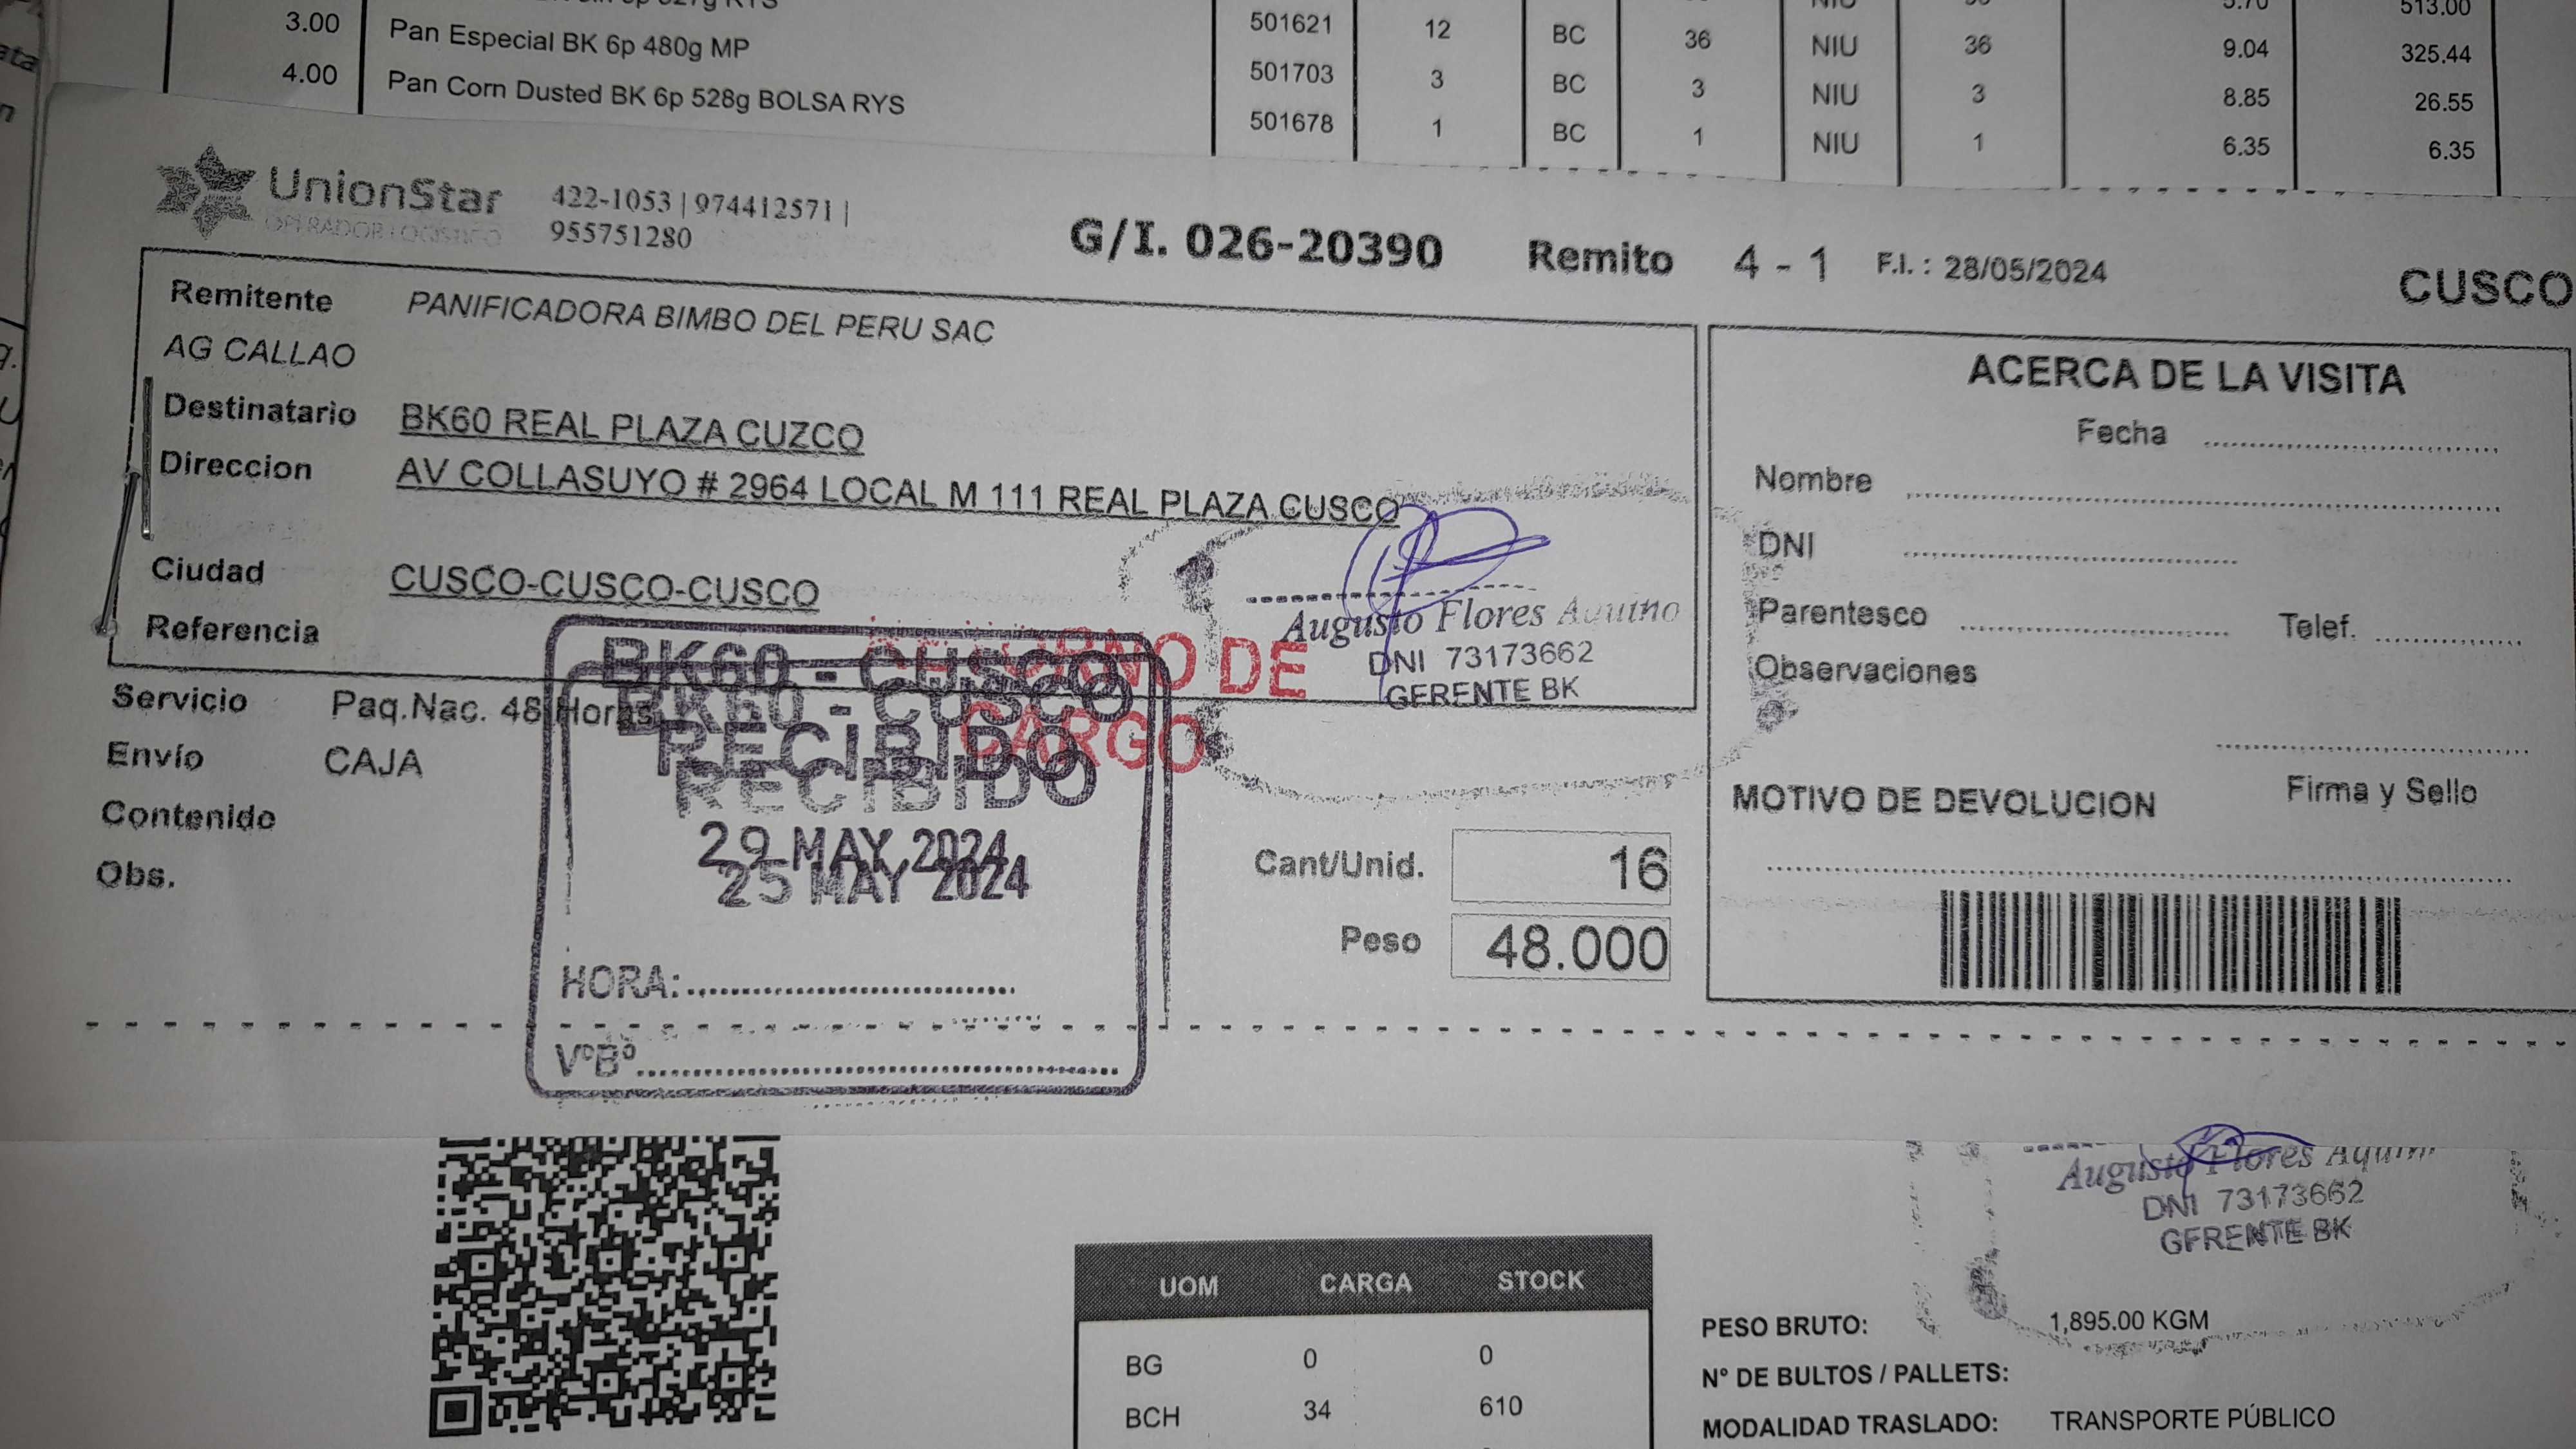 3.00 Pan Especial BK 6p 480g MP 501621 12 BC 36 NIU 36 9.04 325.44
4.00 Pan Corn Dusted BK 6p 528g BOLSA RYS 501703 3 BC 3 NIU 3 8.85 26.55
501678 1 BC 1 NIU 1 6.35 6.35
513.00
UnionStar
OPERADOR LOGISTICO
422-1053 | 974412571 |
955751280
G/I. 026-20390 Remito 4 - 1 F.I. : 28/05/2024 CUSCO
Remitente PANIFICADORA BIMBO DEL PERU SAC
AG CALLAO
Destinatario BK60 REAL PLAZA CUZCO
Direccion AV COLLASUYO # 2964 LOCAL M 111 REAL PLAZA CUSCO
Ciudad CUSCO-CUSCO-CUSCO
Referencia
Servicio Paq.Nac. 48 Horas
Envío CAJA
Contenido
Obs.
DE
CARGO
BK60 - CUSCO
BK60 - CUSCO
RECIBIDO
RECIBIDO
29 MAY 2024
25 MAY 2024
HORA:
VºBº
Augusto Flores Aquino
DNI 73173662
GERENTE BK
Cant/Unid. 16
Peso 48.000
ACERCA DE LA VISITA
Fecha
Nombre
DNI
Parentesco Telef.
Observaciones
Firma y Sello
MOTIVO DE DEVOLUCION
Augusto Flores
DNI 73173662
GERENTE BK
UOM CARGA STOCK
BG 0 0
BCH 34 610
PESO BRUTO: 1,895.00 KGM
N° DE BULTOS / PALLETS:
MODALIDAD TRASLADO: TRANSPORTE PÚBLICO